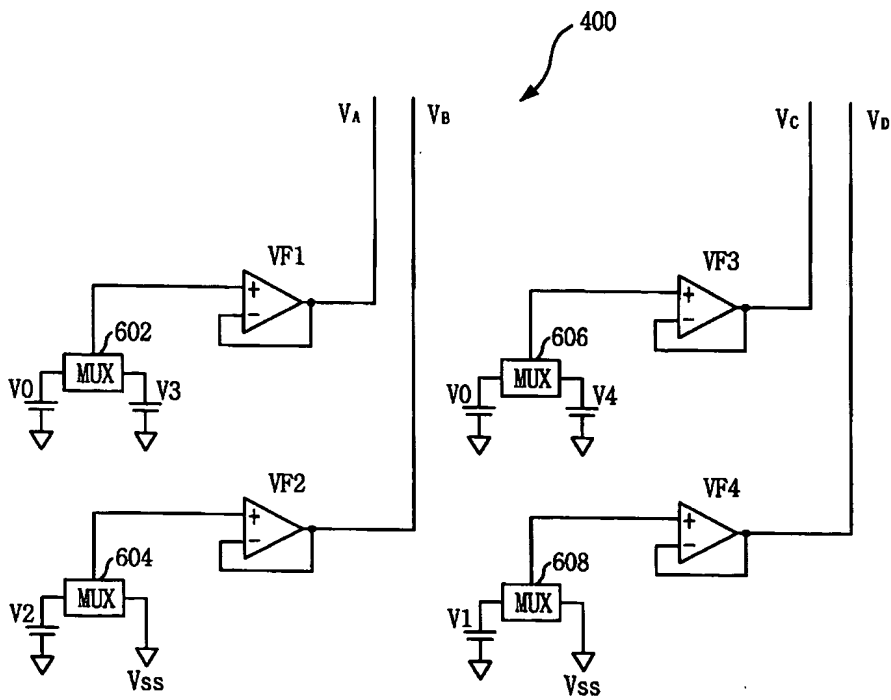 400
VA VB VC VD
VF1 VF3
+ +
- -
602 606
MUX MUX
V0 V3 V0 V4
VF2 VF4
+ +
- -
604 608
MUX MUX
V2 V1
VSS VSS